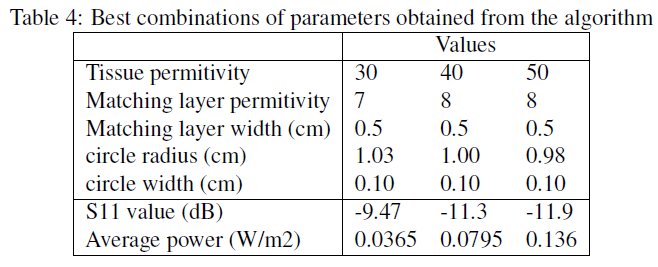 Table 4: Best combinations of parameters obtained from the algorithm
Values
Tissue permitivity 30 40 50
Matching layer permitivity 7 8 8
Matching layer width (cm) 0.5 0.5 0.5
circle radius (cm) 1.03 1.00 0.98
circle width (cm) 0.10 0.10 0.10
S11 value (dB) -9.47 -11.3 -11.9
Average power (W/m2) 0.0365 0.0795 0.136